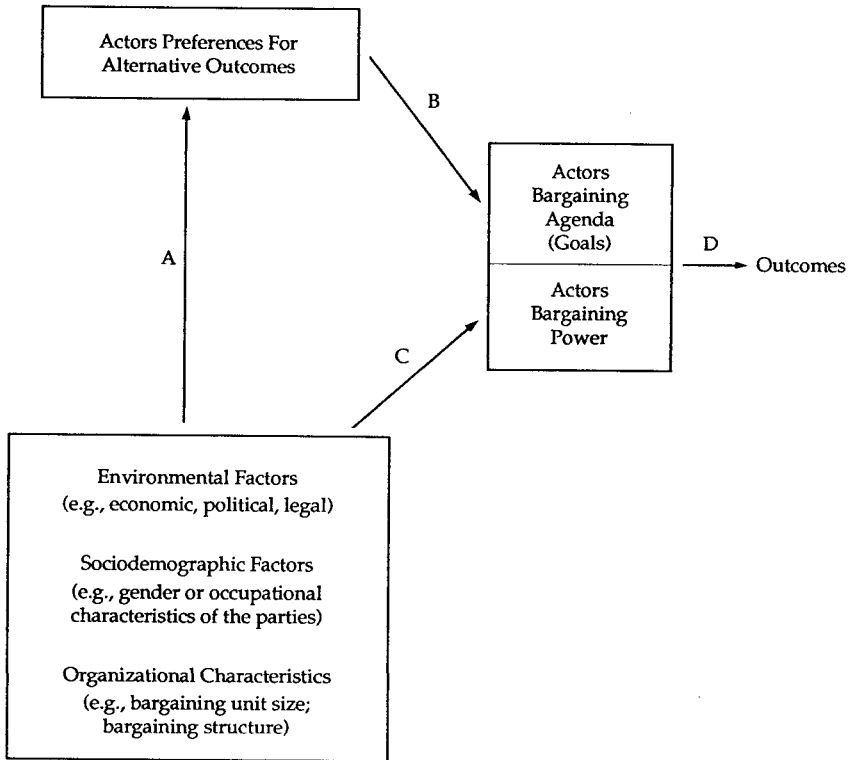 Actors Preferences For
Alternative Outcomes
B
Actors
Bargaining
Agenda
(Goals)
D
Outcomes
A
Actors
Bargaining
Power
C
Environmental Factors
(e.g., economic, political, legal)
Sociodemographic Factors
(e.g., gender or occupational
characteristics of the parties)
Organizational Characteristics
(e.g., bargaining unit size;
bargaining structure)